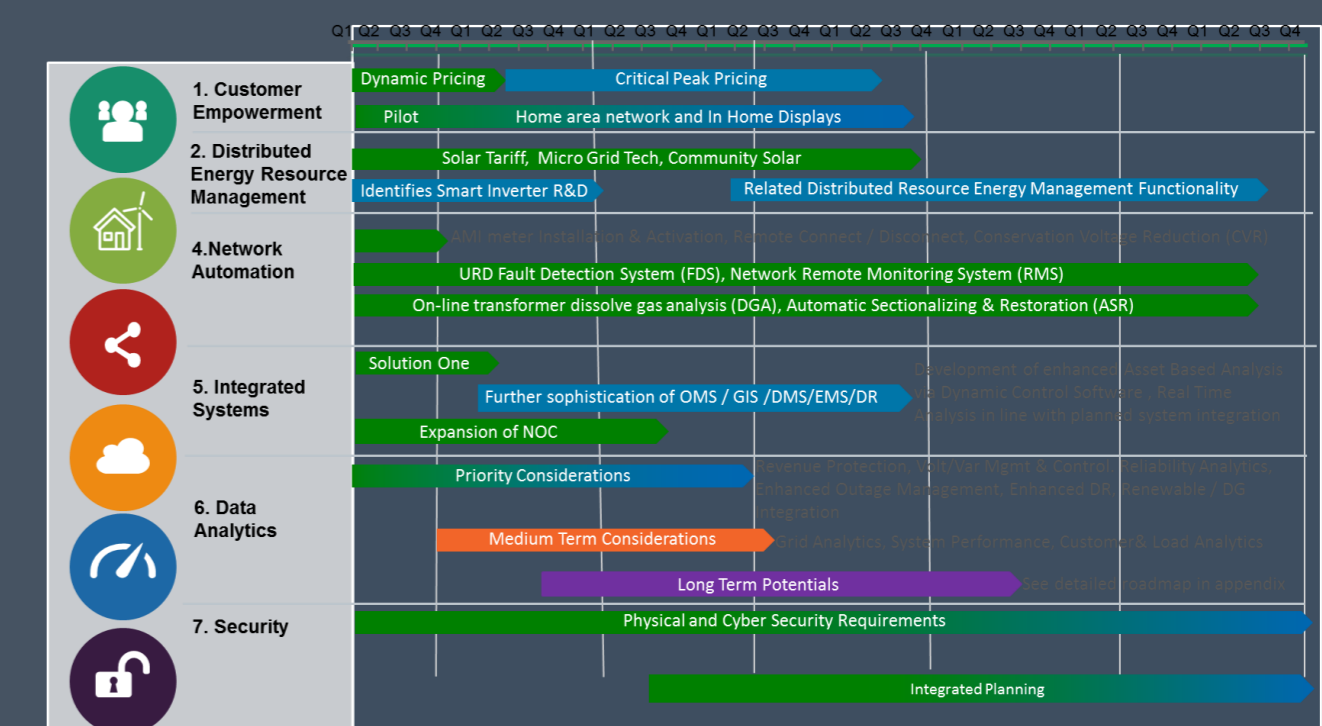 Q1 Q2 Q3 Q4 Q1 Q2 Q3 Q4 Q1 Q2 Q3 Q4 Q1 Q2 Q3 Q4 Q1 Q2 Q3 Q4 Q1 Q2 Q3 Q4 Q1 Q2 Q3 Q4 Q1 Q2 Q3 Q4
1. Customer
Empowerment
Dynamic Pricing
Critical Peak Pricing
Pilot
Home area network and In Home Displays
2. Distributed
Energy Resource
Management
Solar Tariff, Micro Grid Tech, Community Solar
Identifies Smart Inverter R&D
Related Distributed Resource Energy Management Functionality
4.Network
Automation
AMI meter Installation & Activation, Remote Connect / Disconnect, Conservation Voltage Reduction (CVR)
URD Fault Detection System (FDS), Network Remote Monitoring System (RMS)
On-line transformer dissolve gas analysis (DGA), Automatic Sectionalizing & Restoration (ASR)
5. Integrated
Systems
Solution One
Further sophistication of OMS / GIS /DMS/EMS/DR
Development of enhanced Asset Based Analysis
via Dynamic Control Software , Real Time
Analysis in line with planned system integration
Expansion of NOC
6. Data
Analytics
Priority Considerations
Revenue Protection, Volt/Var Mgmt & Control, Reliability Analytics,
Enhanced Outage Management, Enhanced DR, Renewable / DG
Integration
Medium Term Considerations
Grid Analytics, System Performance, Customer& Load Analytics
Long Term Potentials
See detailed roadmap in appendix
7. Security
Physical and Cyber Security Requirements
Integrated Planning